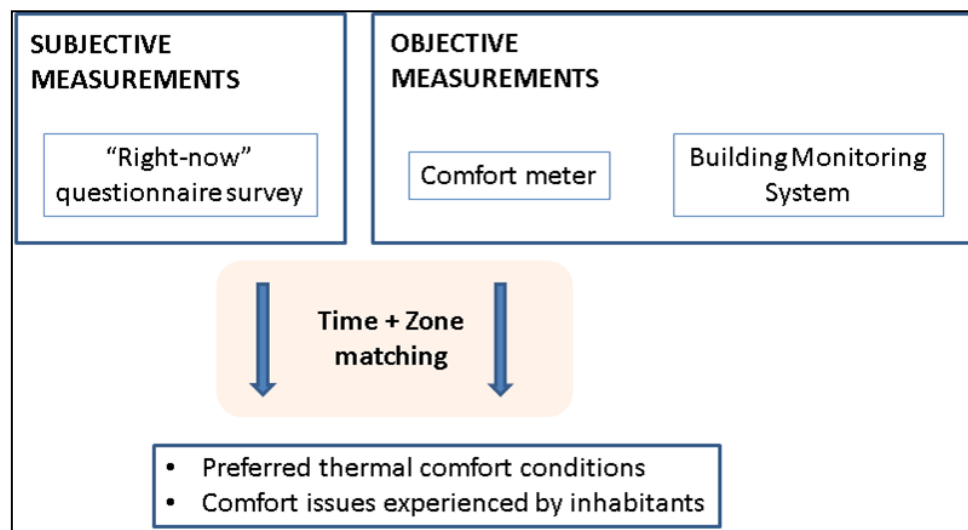 SUBJECTIVE
MEASUREMENTS
“Right-now”
questionnaire survey
OBJECTIVE
MEASUREMENTS
Comfort meter
Building Monitoring
System
Time + Zone
matching
• Preferred thermal comfort conditions
• Comfort issues experienced by inhabitants